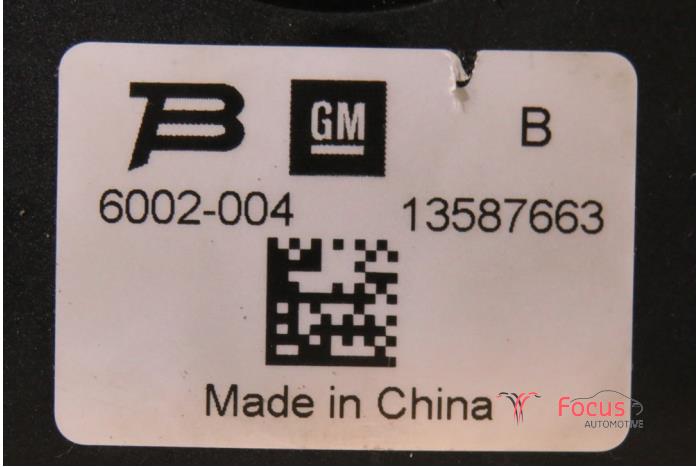 GM B
6002-004 13587663
Made in China
Focus
AUTOMOTIVE